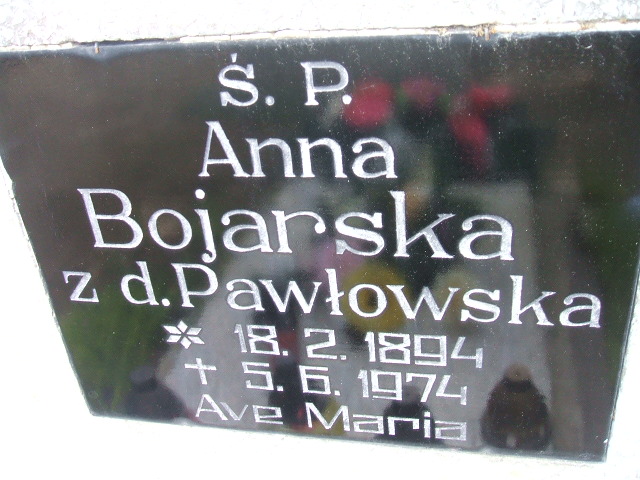 Ś. P.
Anna
Bojarska
z d. Pawłowska
* 18. 2. 1894
+ 5. 6. 1974
Ave Maria